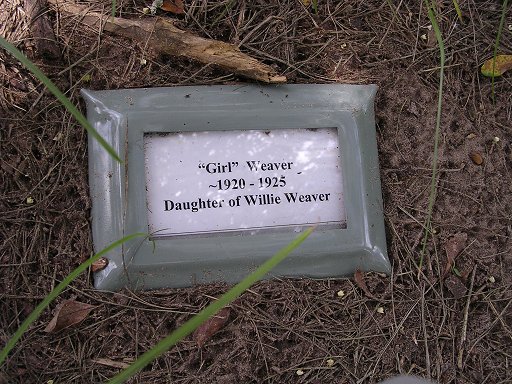 “Girl” Weaver
~1920 - 1925
Daughter of Willie Weaver